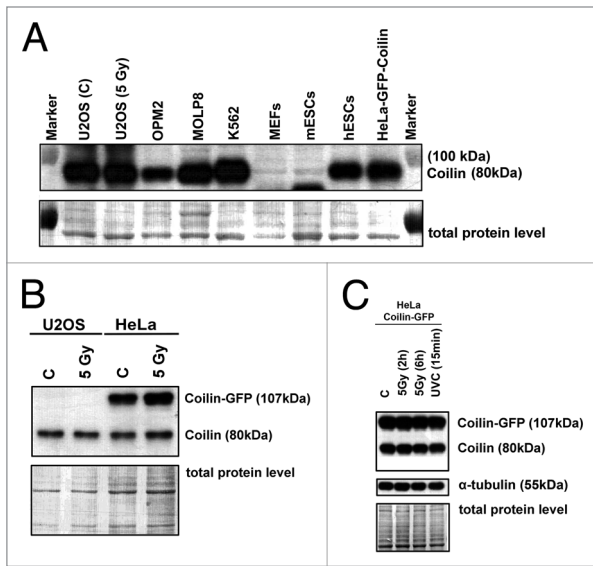 A
Marker
U2OS (C)
U2OS (5 Gy)
OPM2
MOLP8
K562
MEFs
mESCs
hESCs
HeLa-GFP-Coilin
Marker
(100 kDa)
Coilin (80kDa)
total protein level
B
U2OS HeLa
C
5 Gy
C
5 Gy
Coilin-GFP (107kDa)
Coilin (80kDa)
total protein level
C
HeLa
Coilin-GFP
C
5Gy (2h)
5Gy (6h)
UVC (15min)
Coilin-GFP (107kDa)
Coilin (80kDa)
α-tubulin (55kDa)
total protein level